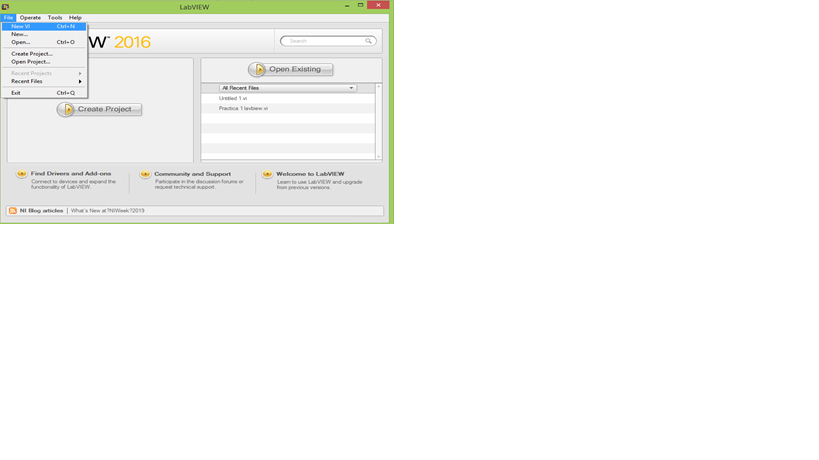 LabVIEW
File Operate Tools Help
New VI Ctrl+N
New...
Open... Ctrl+O
Create Project...
Open Project...
Recent Projects
Recent Files
Exit Ctrl+Q
W™ 2016
Search
Create Project
Open Existing
All Recent Files
Untitled 1.vi
Practica 1 labview.vi
Find Drivers and Add-ons
Connect to devices and expand the
functionality of LabVIEW.
Community and Support
Participate in the discussion forums or
request technical support.
Welcome to LabVIEW
Learn to use LabVIEW and upgrade
from previous versions.
NI Blog articles | What's New at?NIWeek?2019